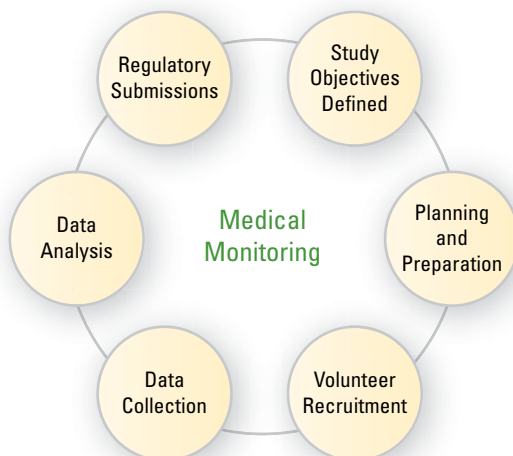 Regulatory
Submissions
Study
Objectives
Defined
Data
Analysis
Medical
Monitoring
Planning
and
Preparation
Data
Collection
Volunteer
Recruitment